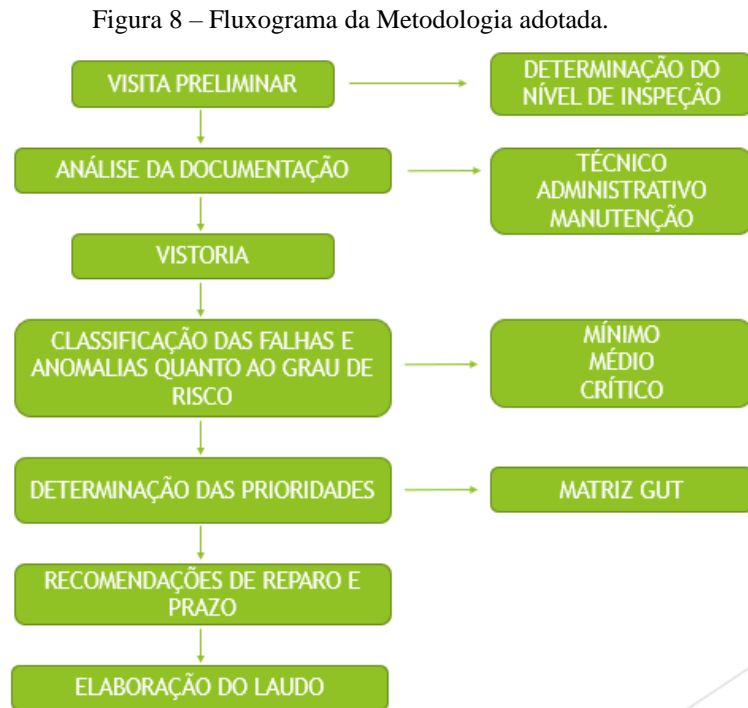 Figura 8 – Fluxograma da Metodologia adotada.
VISITA PRELIMINAR
DETERMINAÇÃO DO
NÍVEL DE INSPEÇÃO
ANÁLISE DA DOCUMENTAÇÃO
TÉCNICO
ADMINISTRATIVO
MANUTENÇÃO
VISTORIA
CLASSIFICAÇÃO DAS FALHAS E
ANOMALIAS QUANTO AO GRAU DE
RISCO
MÍNIMO
MÉDIO
CRÍTICO
DETERMINAÇÃO DAS PRIORIDADES
MATRIZ GUT
RECOMENDAÇÕES DE REPARO E
PRAZO
ELABORAÇÃO DO LAUDO